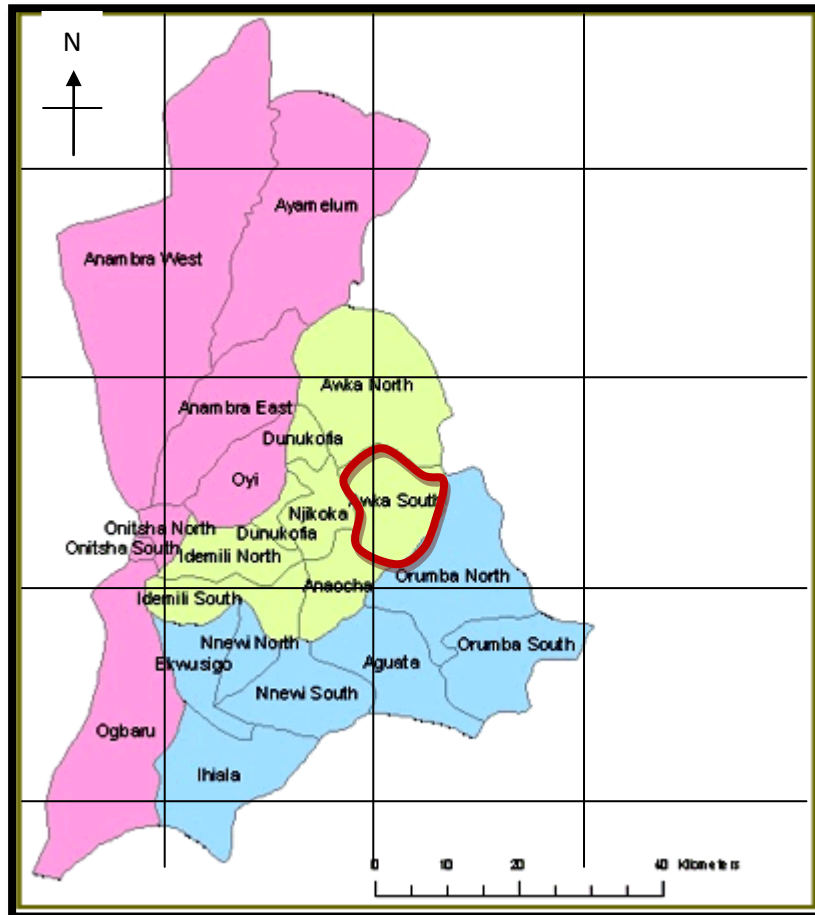 N
Ayamelum
Anambra West
Awka North
Anambra East
Dunukofia
Oyi
Awka South
Njikoka
Onitsha North
Dunukofia
Onitsha South
Idemili North
Orumba North
Anaocha
Idemili South
Nnewi North
Orumba South
Ekwusigo
Aguata
Nnewi South
Ogbaru
Ihiala
0 10 20 40 Kilometers